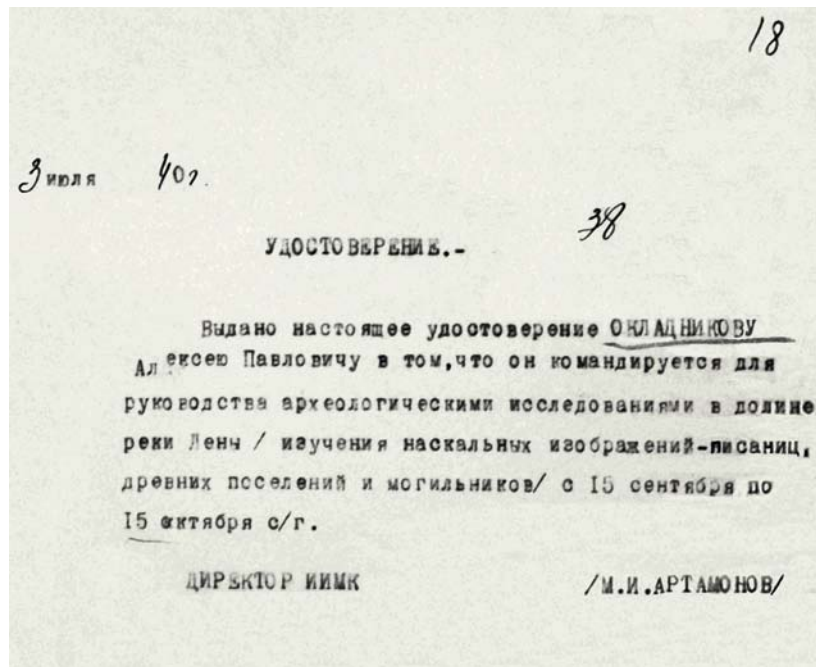 18
3 июля 40 г.
38
УДОСТОВЕРЕНИЕ.-
Выдано настоящее удостоверение ОКЛАДНИКОВУ
Алексею Павловичу в том,что он командируется для
руководства археологическими исследованиями в долине
реки Лены / изучения наскальных изображений-писаниц,
древних поселений и могильников/ с 15 сентября по
15 октября с/г.
ДИРЕКТОР ИИМК /М.И.АРТАМОНОВ/